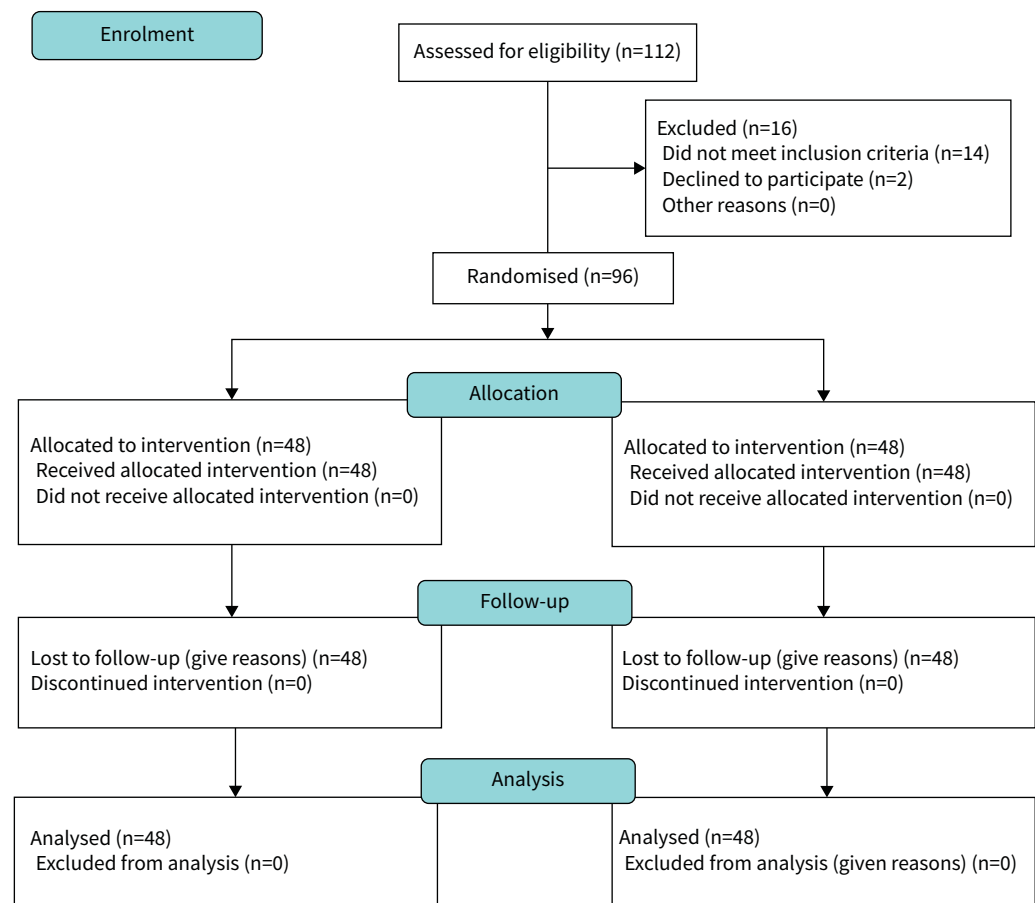 Enrolment
Assessed for eligibility (n=112)
Excluded (n=16)
Did not meet inclusion criteria (n=14)
Declined to participate (n=2)
Other reasons (n=0)
Randomised (n=96)
Allocation
Allocated to intervention (n=48)
Received allocated intervention (n=48)
Did not receive allocated intervention (n=0)
Allocated to intervention (n=48)
Received allocated intervention (n=48)
Did not receive allocated intervention (n=0)
Follow-up
Lost to follow-up (give reasons) (n=48)
Discontinued intervention (n=0)
Lost to follow-up (give reasons) (n=48)
Discontinued intervention (n=0)
Analysis
Analysed (n=48)
Excluded from analysis (n=0)
Analysed (n=48)
Excluded from analysis (given reasons) (n=0)